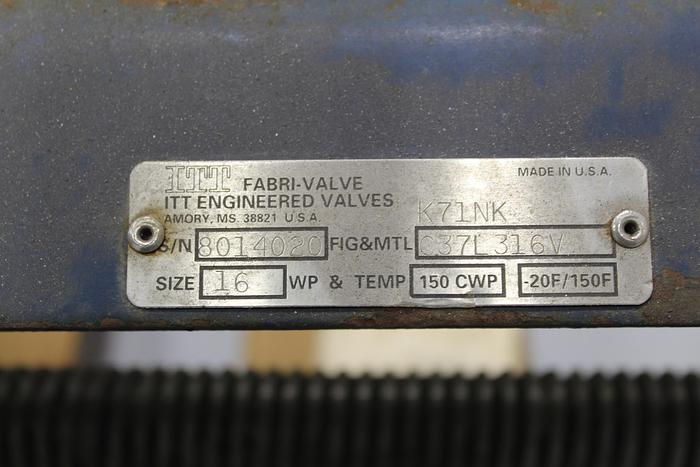 ITT FABRI-VALVE
MADE IN U.S.A.
ITT ENGINEERED VALVES
AMORY, MS. 38821 U.S.A.
K71NK
S/N 8014020 FIG&MTL C37L316V
SIZE 16 WP & TEMP 150 CWP -20F/150F